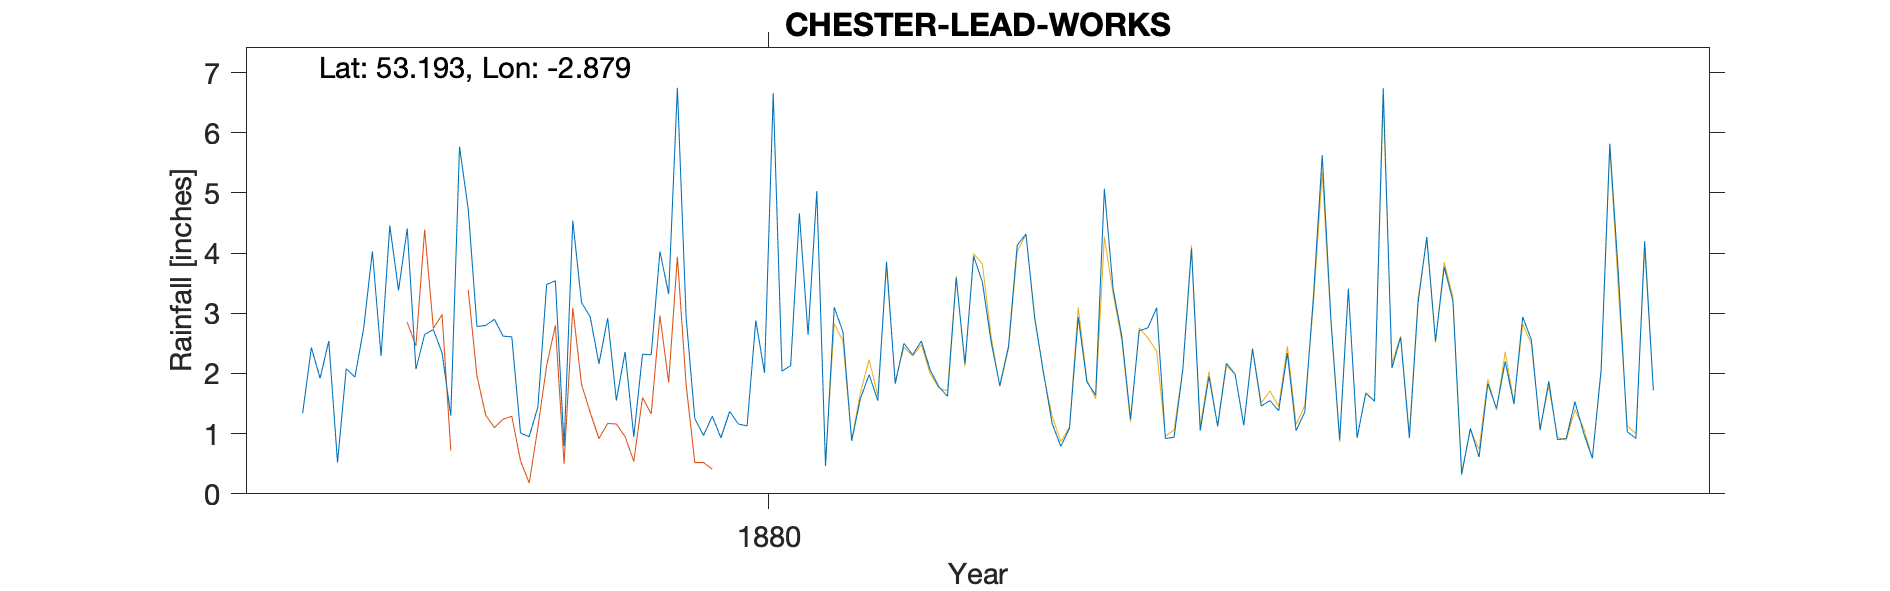 CHESTER-LEAD-WORKS
Lat: 53.193, Lon: -2.879
7
6
5
4
3
2
1
0
Rainfall [inches]
1880
Year